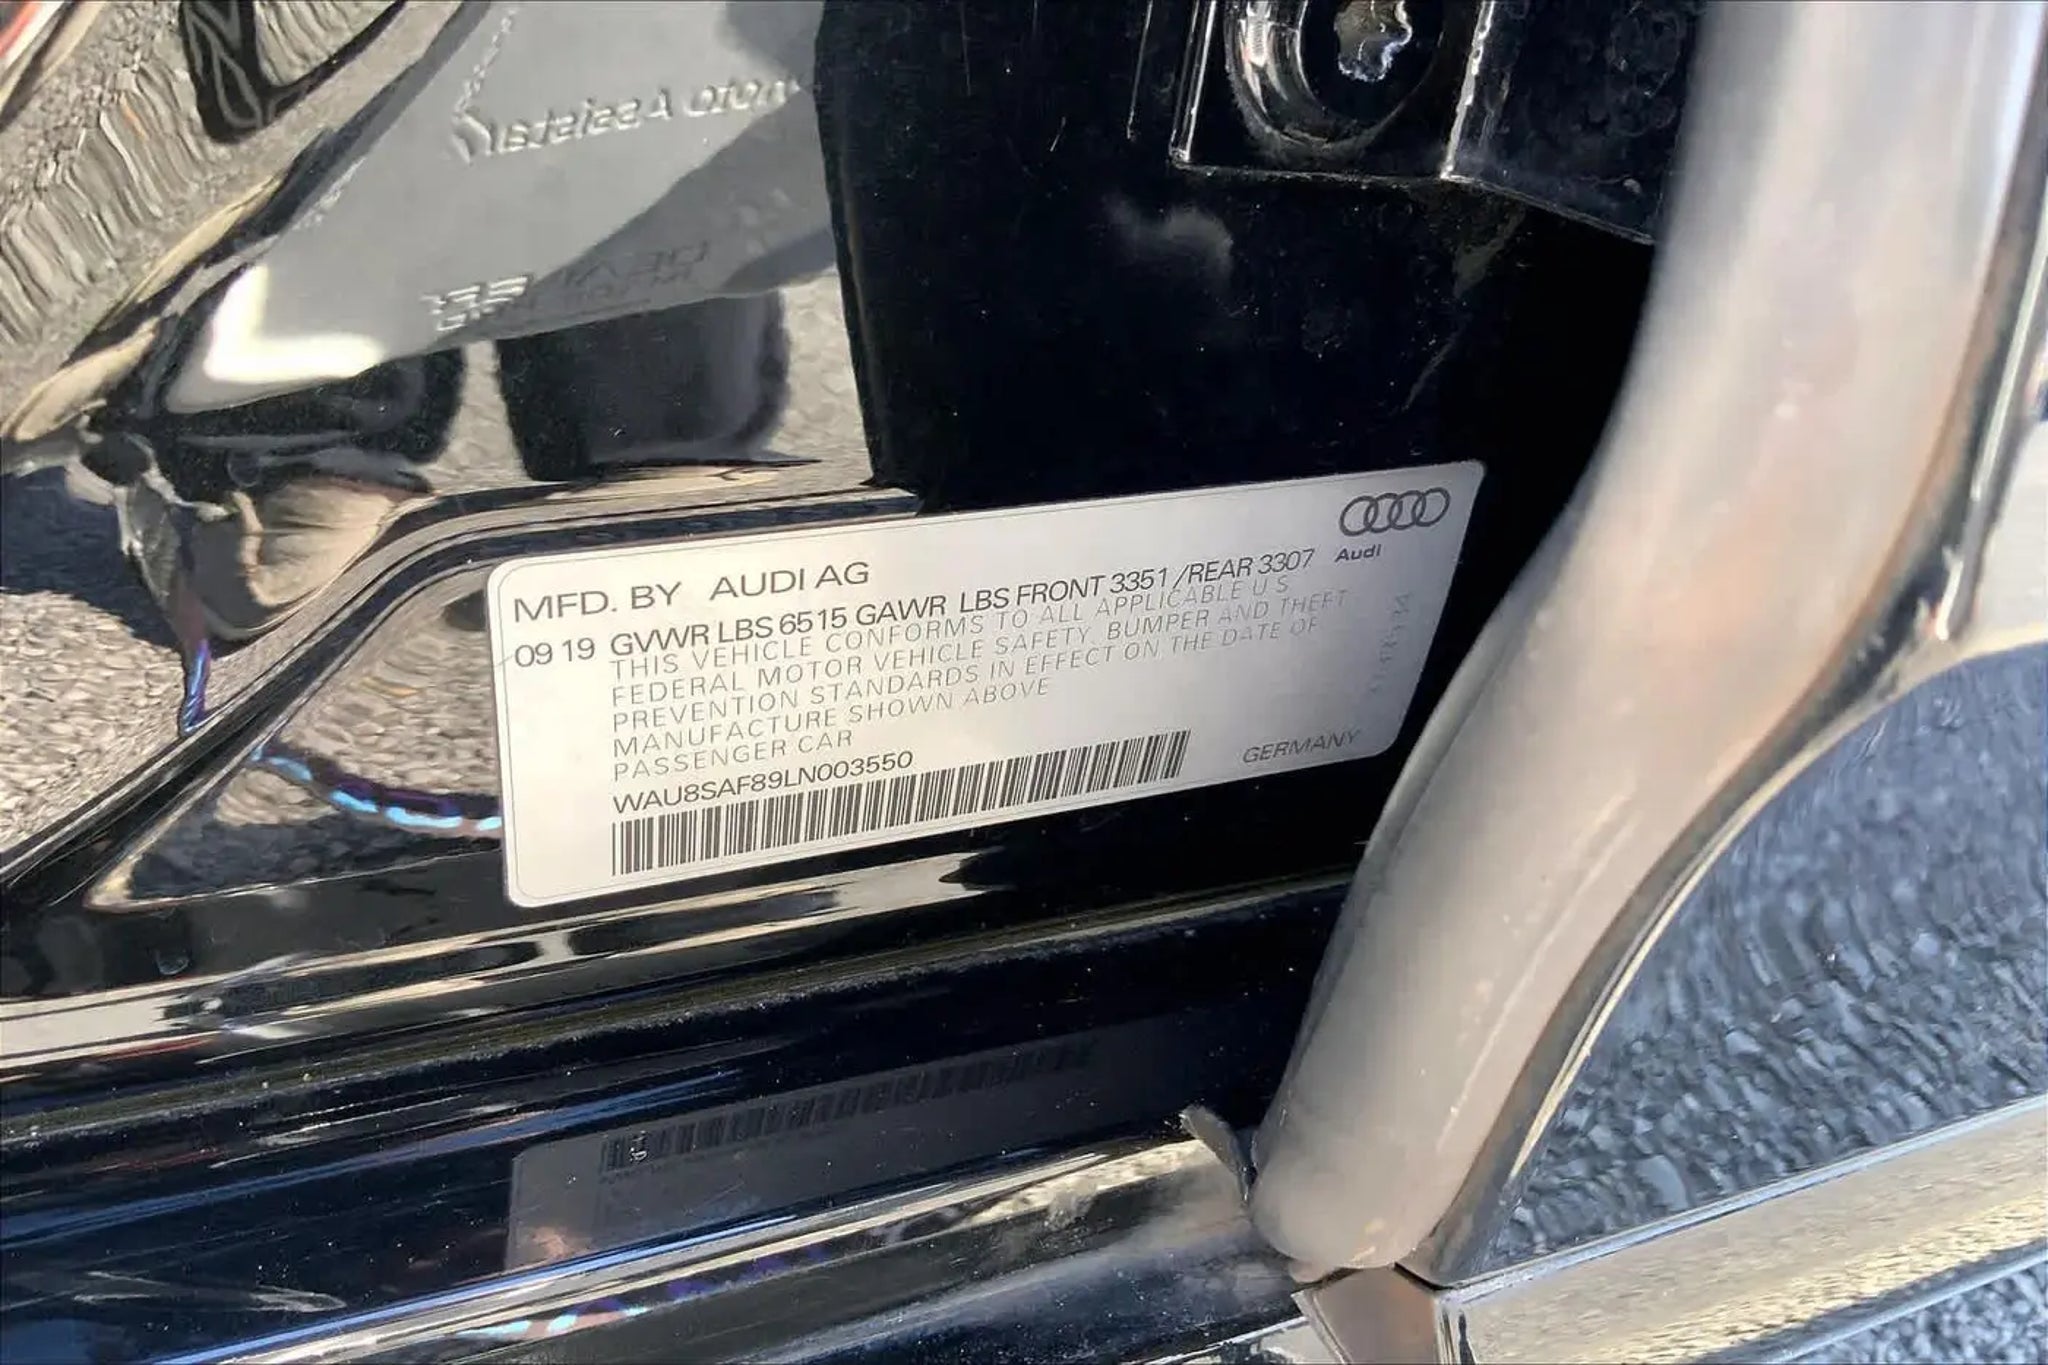 Audi
MFD. BY AUDI AG
09 19 GVWR LBS 6515 GAWR LBS FRONT 3351 /REAR 3307
THIS VEHICLE CONFORMS TO ALL APPLICABLE U S
FEDERAL MOTOR VEHICLE SAFETY, BUMPER AND THEFT
PREVENTION STANDARDS IN EFFECT ON THE DATE OF
MANUFACTURE SHOWN ABOVE
PASSENGER CAR
WAU8SAF89LN003550
GERMANY